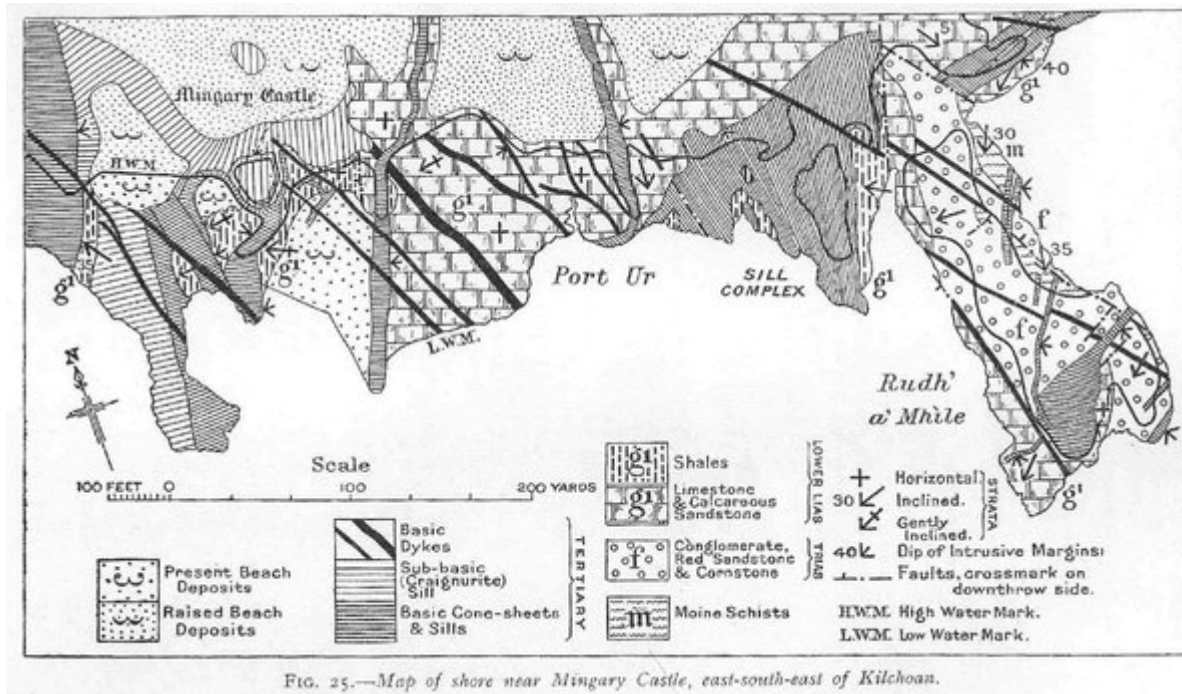 Mingary Castle
H.W.M.
g¹
g¹
g¹
g¹
g¹
g¹
5
40
30
m
f
35
f
Port Ur
L.W.M.
SILL
COMPLEX
Rudh'
a' Mhìle
N
Scale
100 FEET 0 100 200 YARDS
Present Beach
Deposits
Raised Beach
Deposits
Basic
Dykes
Sub-basic
(Craignurite)
Sill
Basic Cone-sheets
& Sills
TERTIARY
g¹ Shales
g¹ Limestone
& Calcareous
Sandstone
LOWER LIAS
f Conglomerate,
Red Sandstone
& Cornstone
TRIAS
m Moine Schists
Horizontal.
30 Inclined.
Gently
Inclined.
STRATA
40 Dip of Intrusive Margins:
Faults, crossmark on
downthrow side.
H.W.M. High Water Mark.
L.W.M. Low Water Mark.
FIG. 25.—Map of shore near Mingary Castle, east-south-east of Kilchoan.